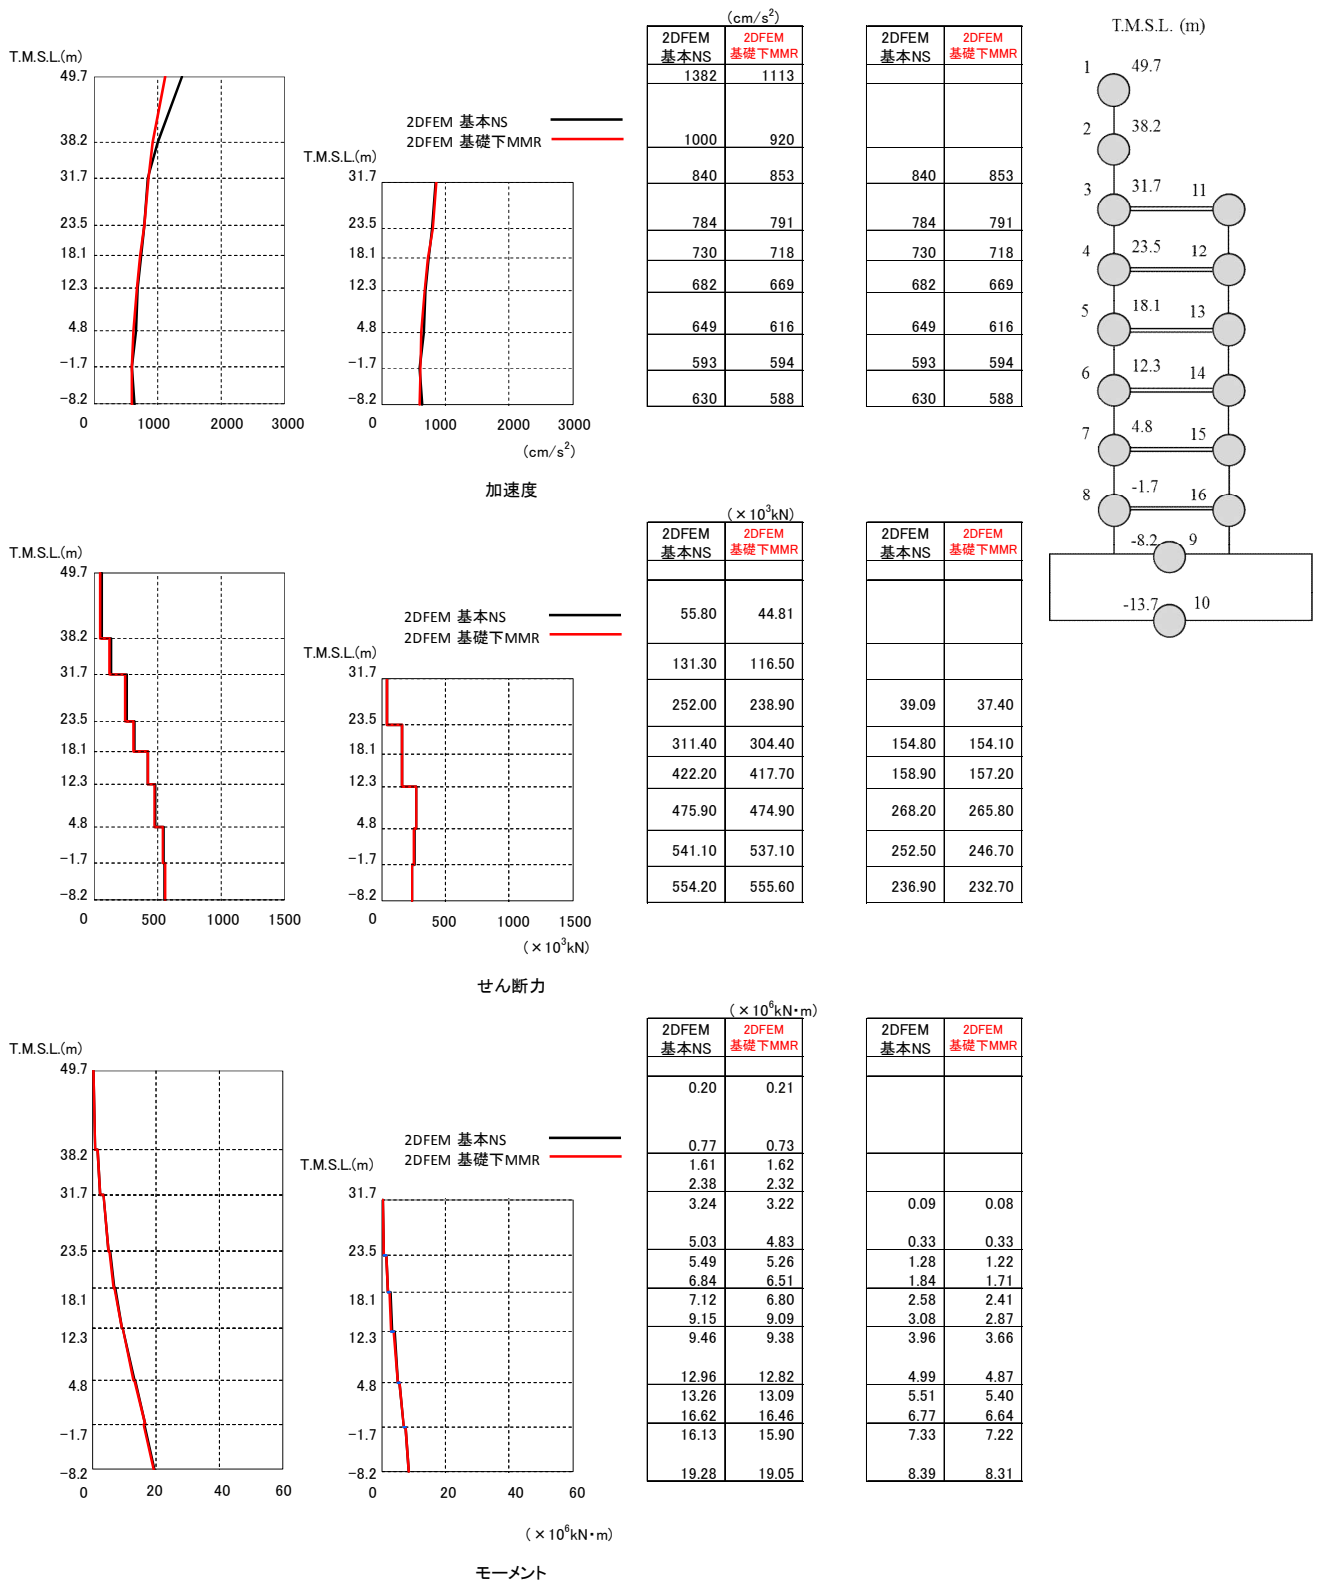 (cm/s²)
T.M.S.L.(m)
49.7
38.2
31.7
23.5
18.1
12.3
4.8
−1.7
−8.2
0 1000 2000 3000
2DFEM 基本NS
2DFEM 基礎下MMR
T.M.S.L.(m)
31.7
23.5
18.1
12.3
4.8
−1.7
−8.2
0 1000 2000 3000
(cm/s²)
加速度
2DFEM 2DFEM
基本NS 基礎下MMR
1382 1113
1000 920
840 853
784 791
730 718
682 669
649 616
593 594
630 588
2DFEM 2DFEM
基本NS 基礎下MMR
840 853
784 791
730 718
682 669
649 616
593 594
630 588
T.M.S.L. (m)
1 49.7
2 38.2
3 31.7 11
4 23.5 12
5 18.1 13
6 12.3 14
7 4.8 15
8 -1.7 16
-8.2 9
-13.7 10
(×10³kN)
T.M.S.L.(m)
49.7
38.2
31.7
23.5
18.1
12.3
4.8
−1.7
−8.2
0 500 1000 1500
2DFEM 基本NS
2DFEM 基礎下MMR
T.M.S.L.(m)
31.7
23.5
18.1
12.3
4.8
−1.7
−8.2
0 500 1000 1500
(×10³kN)
せん断力
2DFEM 2DFEM
基本NS 基礎下MMR
55.80 44.81
131.30 116.50
252.00 238.90
311.40 304.40
422.20 417.70
475.90 474.90
541.10 537.10
554.20 555.60
2DFEM 2DFEM
基本NS 基礎下MMR
39.09 37.40
154.80 154.10
158.90 157.20
268.20 265.80
252.50 246.70
236.90 232.70
(×10⁶kN・m)
T.M.S.L.(m)
49.7
38.2
31.7
23.5
18.1
12.3
4.8
−1.7
−8.2
0 20 40 60
2DFEM 基本NS
2DFEM 基礎下MMR
T.M.S.L.(m)
31.7
23.5
18.1
12.3
4.8
−1.7
−8.2
0 20 40 60
(×10⁶kN・m)
モーメント
2DFEM 2DFEM
基本NS 基礎下MMR
0.20 0.21
0.77 0.73
1.61 1.62
2.38 2.32
3.24 3.22
5.03 4.83
5.49 5.26
6.84 6.51
7.12 6.80
9.15 9.09
9.46 9.38
12.96 12.82
13.26 13.09
16.62 16.46
16.13 15.90
19.28 19.05
2DFEM 2DFEM
基本NS 基礎下MMR
0.09 0.08
0.33 0.33
1.28 1.22
1.84 1.71
2.58 2.41
3.08 2.87
3.96 3.66
4.99 4.87
5.51 5.40
6.77 6.64
7.33 7.22
8.39 8.31